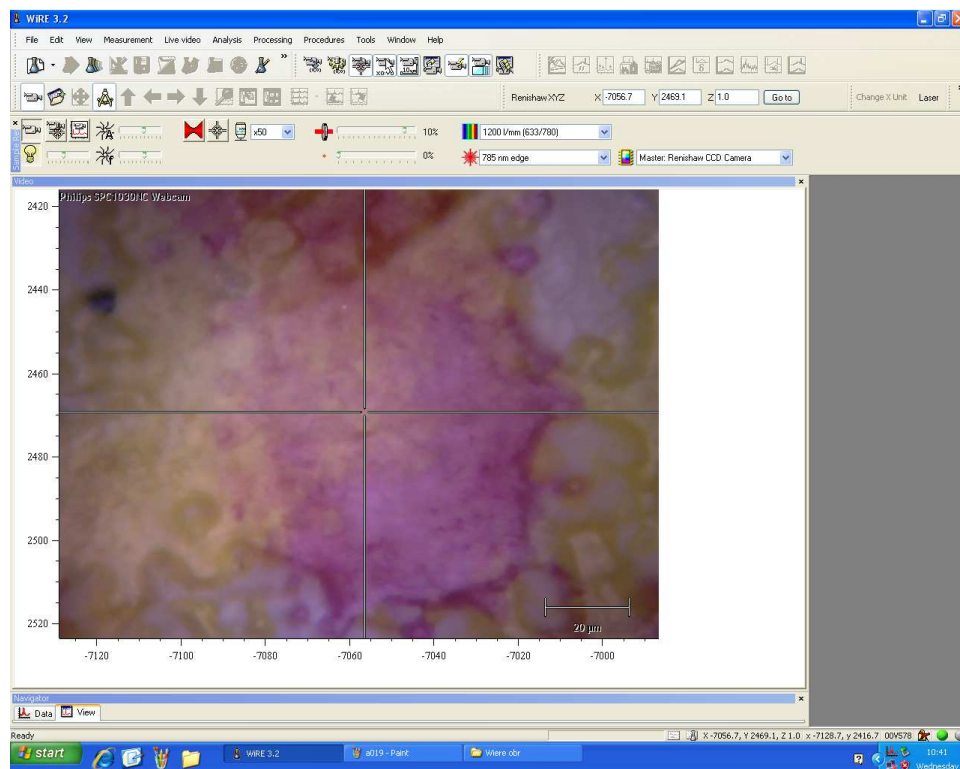 WiRE 3.2
File Edit View Measurement Live video Analysis Processing Procedures Tools Window Help
Renishaw XYZ X -7056.7 Y 2469.1 Z 1.0 Go to Change X Unit Laser
x50 10% 1200 l/mm (633/780)
0% 785 nm edge Master: Renishaw CCD Camera
Video
Philips SPC1030NC Webcam
2420
2440
2460
2480
2500
2520
20 µm
-7120 -7100 -7080 -7060 -7040 -7020 -7000
Navigator
Data View
Ready X -7056.7, Y 2469.1, Z 1.0 x -7128.7, y 2416.7 00Y578
start WiRE 3.2 a019 - Paint Wiere obr 10:41
Wednesday